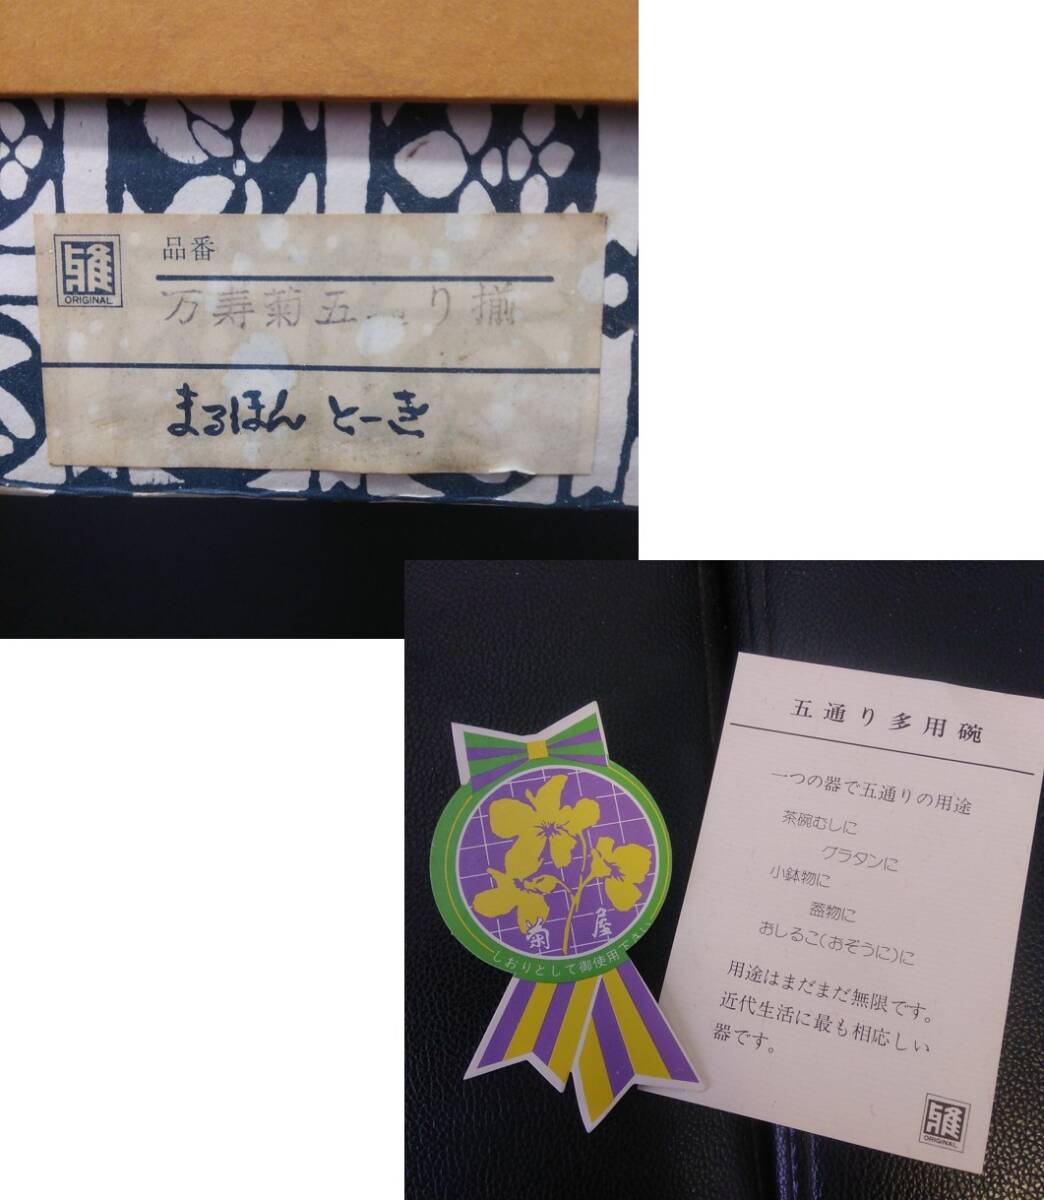 品番
ORIGINAL
万寿菊五通り揃
まるほん とーき
菊屋
しおりとして御使用下さい
五通り多用碗
一つの器で五通りの用途
茶碗むしに
グラタンに
小鉢物に
蓋物に
おしるこ(おぞうに)に
用途はまだまだ無限です。
近代生活に最も相応しい
器です。
ORIGINAL